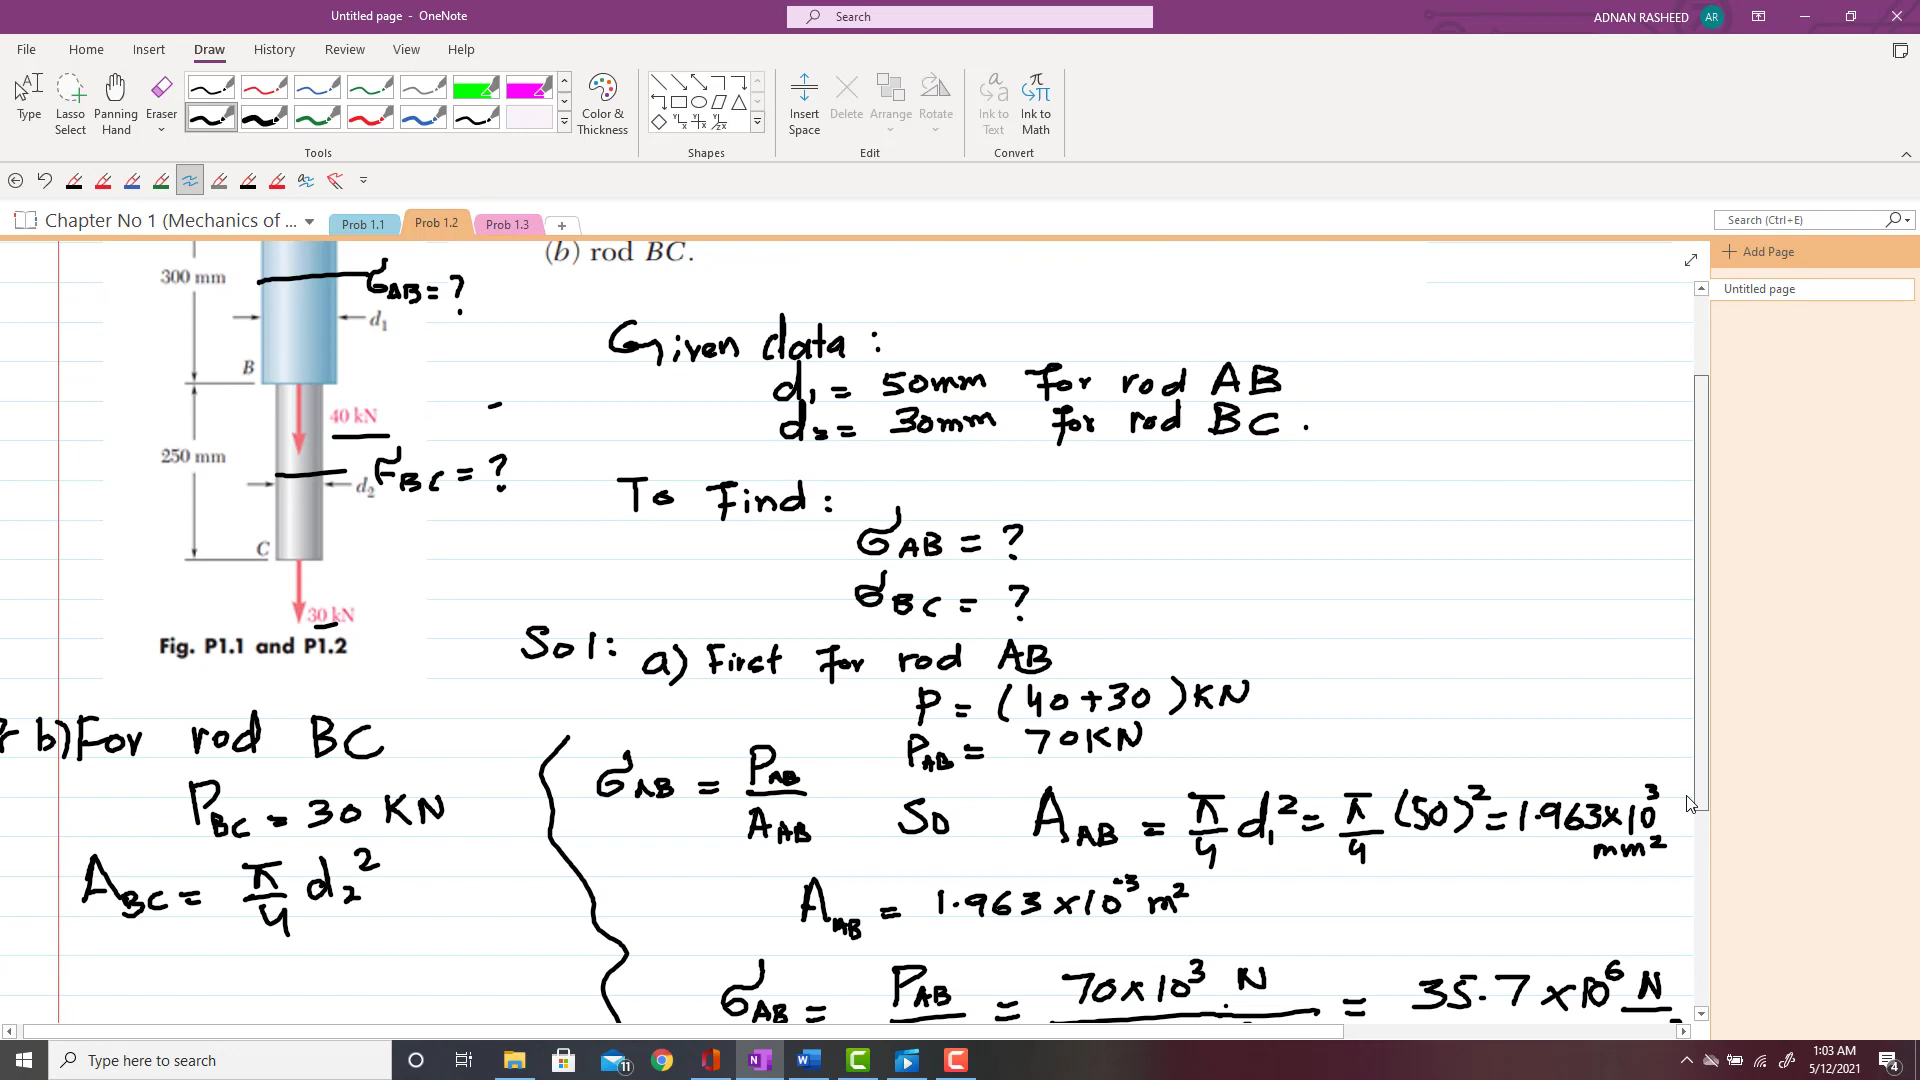 Untitled page - OneNote
Search
ADNAN RASHEED
AR
File Home Insert Draw History Review View Help
Type
Lasso Select
Panning Hand
Eraser
Color & Thickness
Insert Space
Delete
Arrange
Rotate
Ink to Text
Ink to Math
Tools
Shapes
Edit
Convert
Chapter No 1 (Mechanics of ...
Prob 1.1
Prob 1.2
Prob 1.3
Search (Ctrl+E)
Add Page
Untitled page
(b) rod BC.
300 mm
σAB = ?
d1
B
40 kN
250 mm
σBC = ?
d2
C
30 kN
Fig. P1.1 and P1.2
Given data :
d1 = 50mm for rod AB
d2 = 30mm for rod BC .
To Find :
σAB = ?
σBC = ?
Sol: a) First for rod AB
P = (40+30)KN
PAB = 70KN
σAB = PAB / AAB So AAB = π/4 d1² = π/4 (50)² = 1.963×10³ mm²
AAB = 1.963×10⁻³ m²
σAB = PAB = 70×10³ N = 35.7×10⁶ N
b) For rod BC
PBC = 30 KN
ABC = π/4 d2²
Type here to search
11
1:03 AM
5/12/2021
4